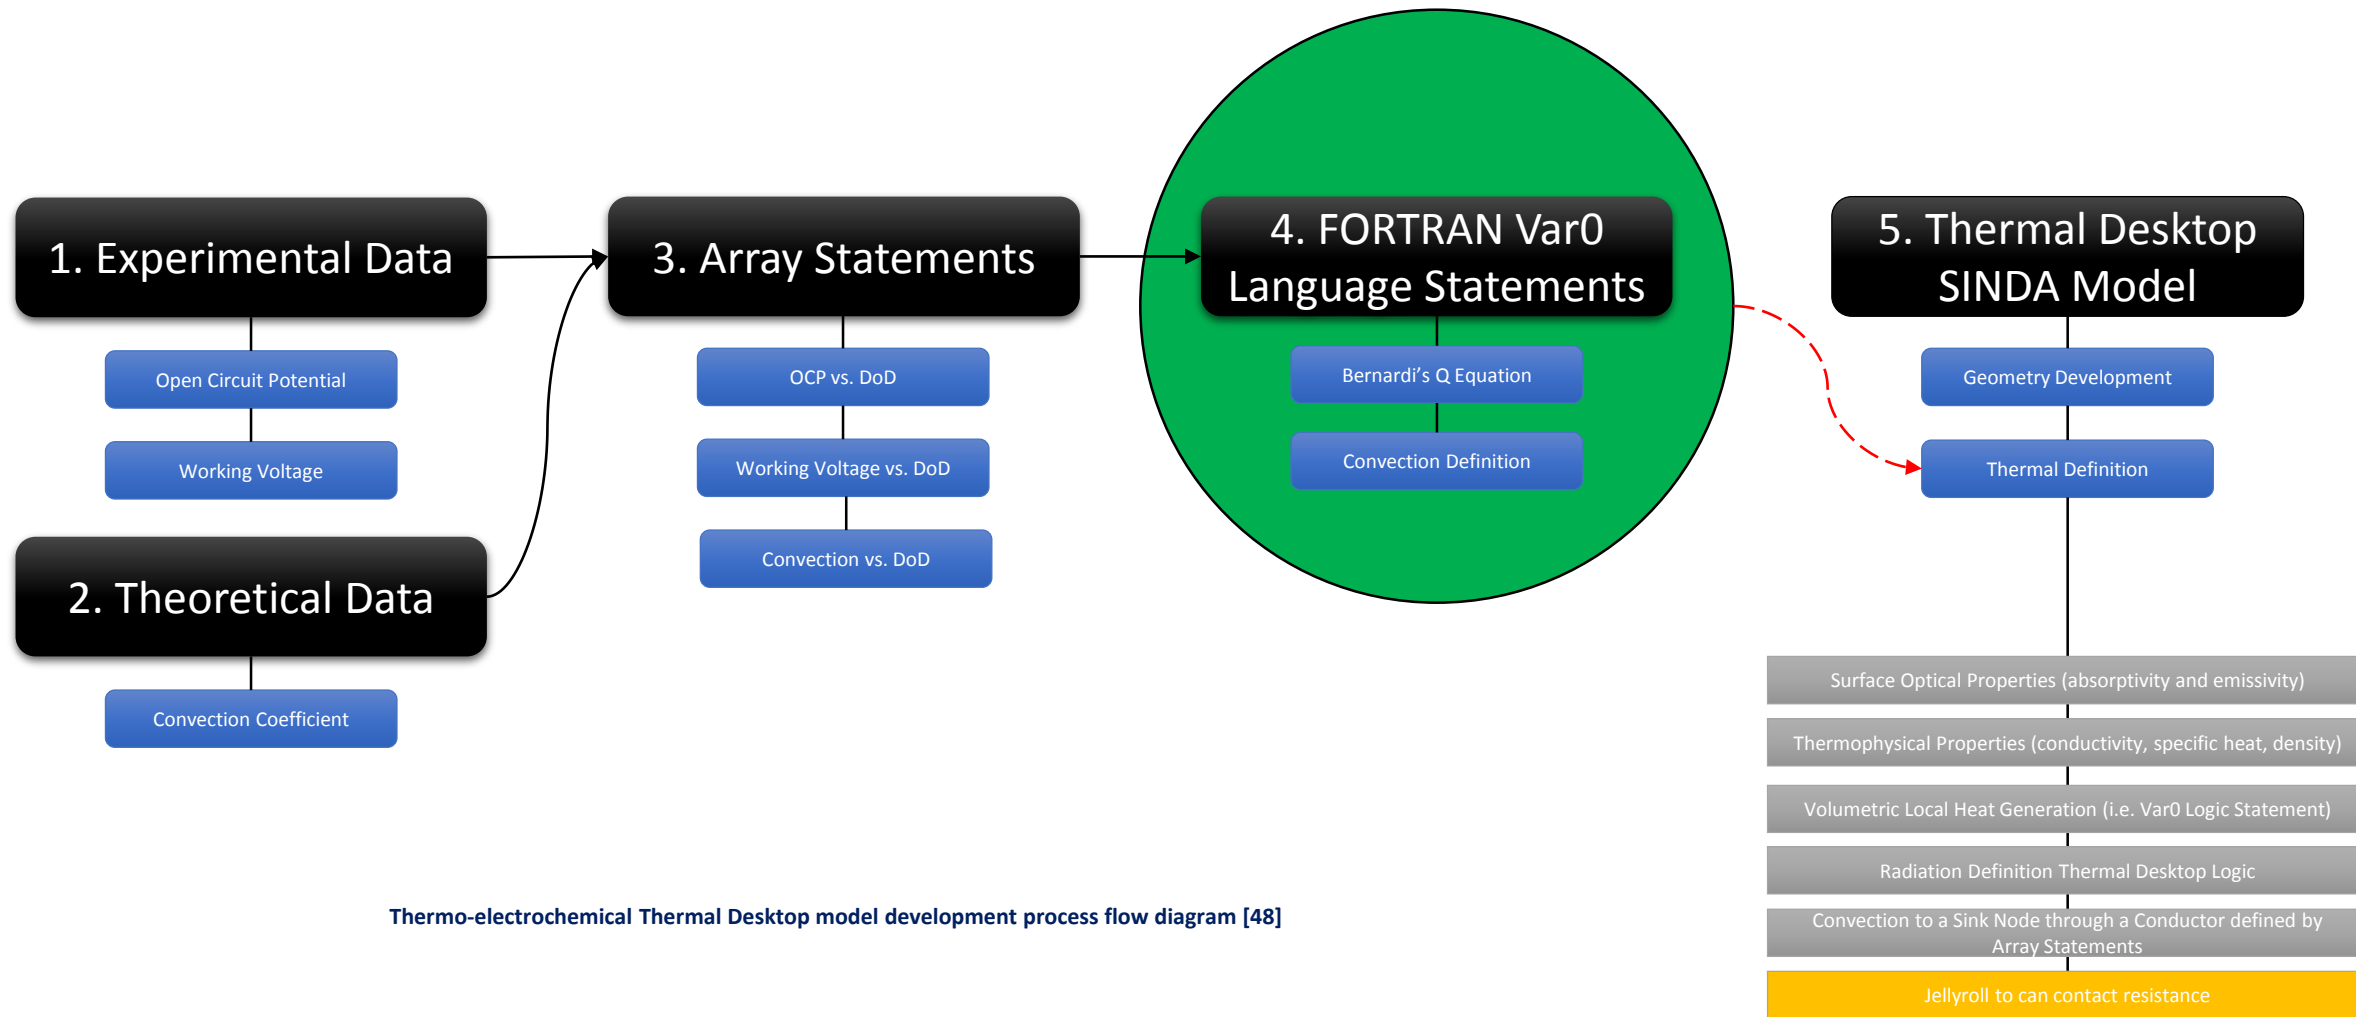 1. Experimental Data
Open Circuit Potential
Working Voltage
2. Theoretical Data
Convection Coefficient
3. Array Statements
OCP vs. DoD
Working Voltage vs. DoD
Convection vs. DoD
4. FORTRAN Var0
Language Statements
Bernardi’s Q Equation
Convection Definition
5. Thermal Desktop
SINDA Model
Geometry Development
Thermal Definition
Surface Optical Properties (absorptivity and emissivity)
Thermophysical Properties (conductivity, specific heat, density)
Volumetric Local Heat Generation (i.e. Var0 Logic Statement)
Radiation Definition Thermal Desktop Logic
Convection to a Sink Node through a Conductor defined by
Array Statements
Jellyroll to can contact resistance
Thermo-electrochemical Thermal Desktop model development process flow diagram [48]